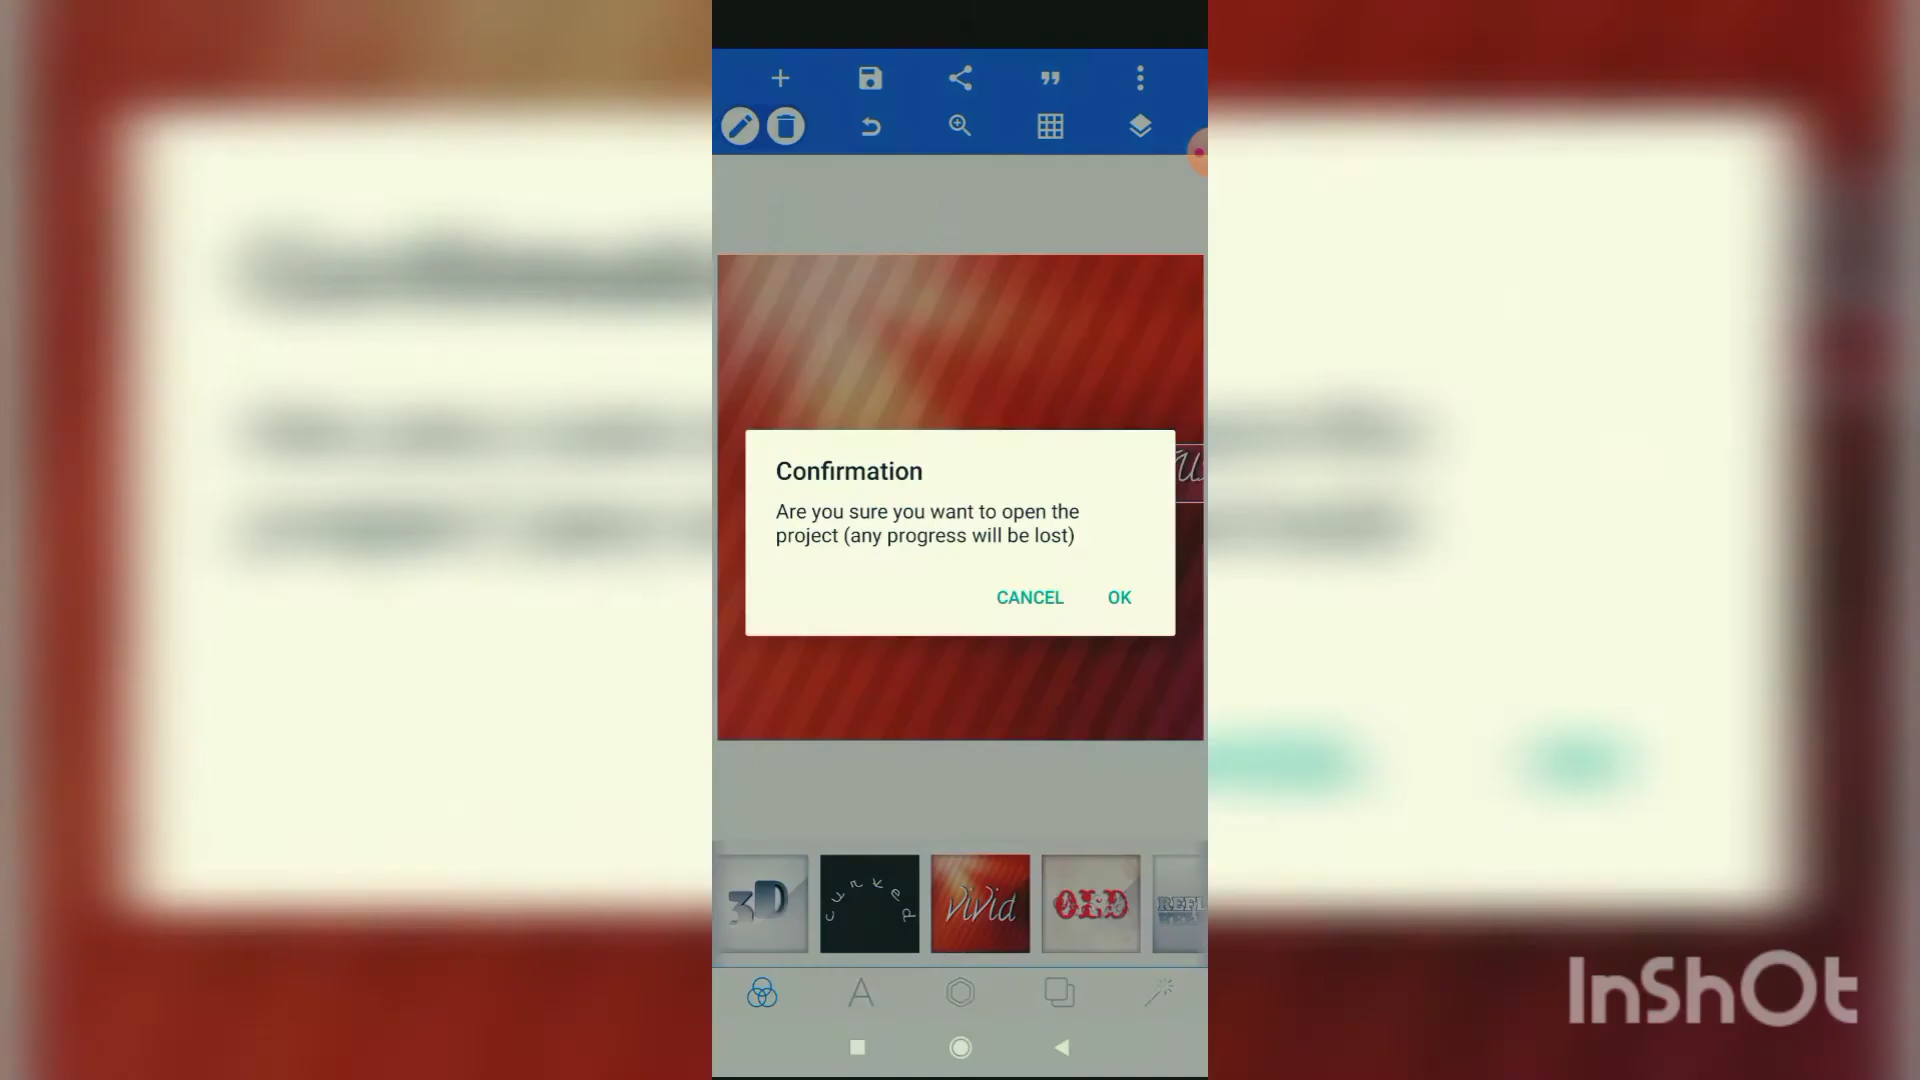 Confirmation
Are you sure you want to open the
project (any progress will be lost)
CANCEL OK
3D
curved
ViVid
OLD
REFL
A
InShOt